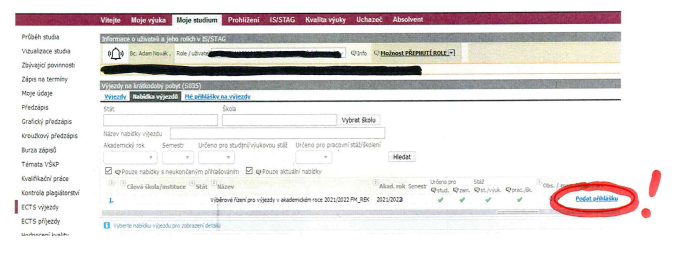 Vítejte Moje výuka Moje studium Prohlížení IS/STAG Kvalita výuky Uchazeč Absolvent
Průběh studia
Vizualizace studia
Zbývající povinnosti
Zápis na termíny
Moje údaje
Předzápis
Grafický předzápis
Kroužkový předzápis
Burza zápisů
Témata VŠKP
Kvalifikační práce
Kontrola plagiátorství
ECTS výjezdy
ECTS příjezdy
Hodnocení kvality
Informace o uživateli a jeho rolích v IS/STAG
Bc. Adam Novák , Role / uživatel Info Možnost PŘEPNUTÍ ROLE
Výjezdy na krátkodobý pobyt (S035)
Výjezdy Nabídka výjezdů Mé přihlášky na výjezdy
Stát Škola
Vybrat školu
Název nabídky výjezdu
Akademický rok Semestr Určeno pro studijní/výukovou stáž Určeno pro pracovní stáž/školení
Hledat
Pouze nabídky s neukončeným přihlašováním Pouze aktuální nabídky
Cílová škola/instituce Stát Název Akad. rok Semestr Určeno pro stud. zam. Stáž st./výuk. prac./šk. Obs. /
1. Výběrové řízení pro výjezdy v akademickém roce 2021/2022 FM_REK 2021/2022 Podat přihlášku
Vyberte nabídku výjezdu pro zobrazení detailu
!